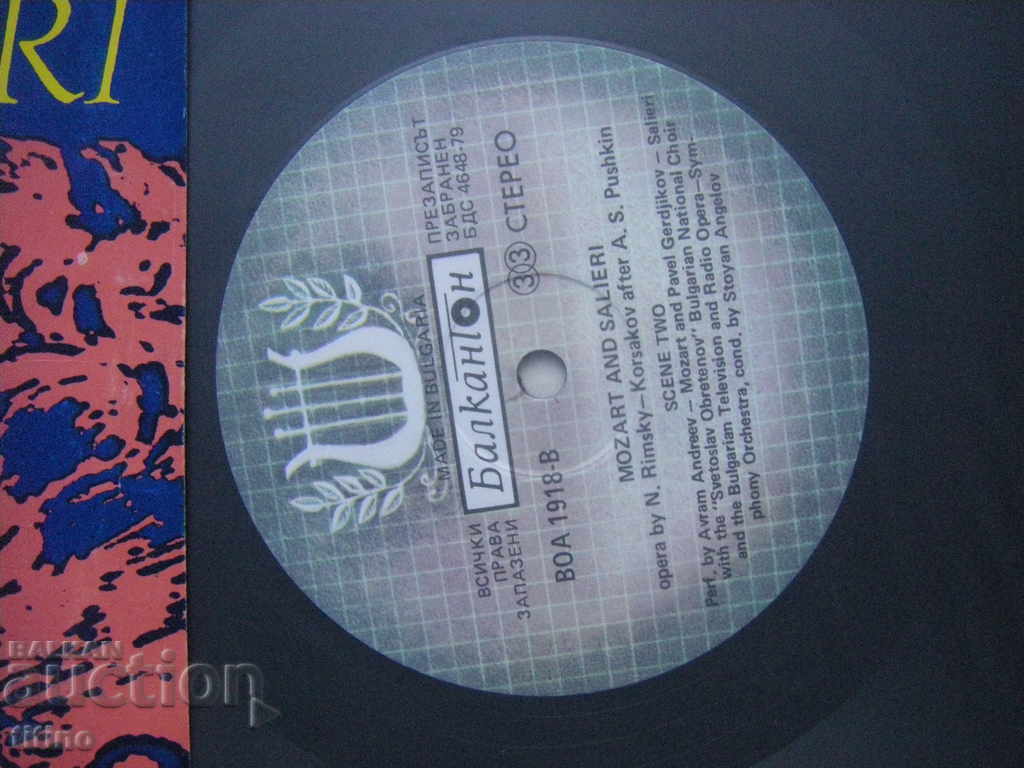 RI
MADE IN BULGARIA
Балкантон
ВСИЧКИ
ПРАВА
ЗАПАЗЕНИ
ПРЕЗАПИСЪТ
ЗАБРАНЕН
БДС 4648-79
ВОА 1918-В
33 СТЕРЕО
MOZART AND SALIERI
opera by N. Rimsky–Korsakov after A. S. Pushkin
SCENE TWO
Perf. by Avram Andreev – Mozart and Pavel Gerdjikov – Salieri
with the "Svetoslav Obretenov" Bulgarian National Choir
and the Bulgarian Television and Radio Opera–Sym-
phony Orchestra, cond. by Stoyan Angelov
BALKAN
auction
titino